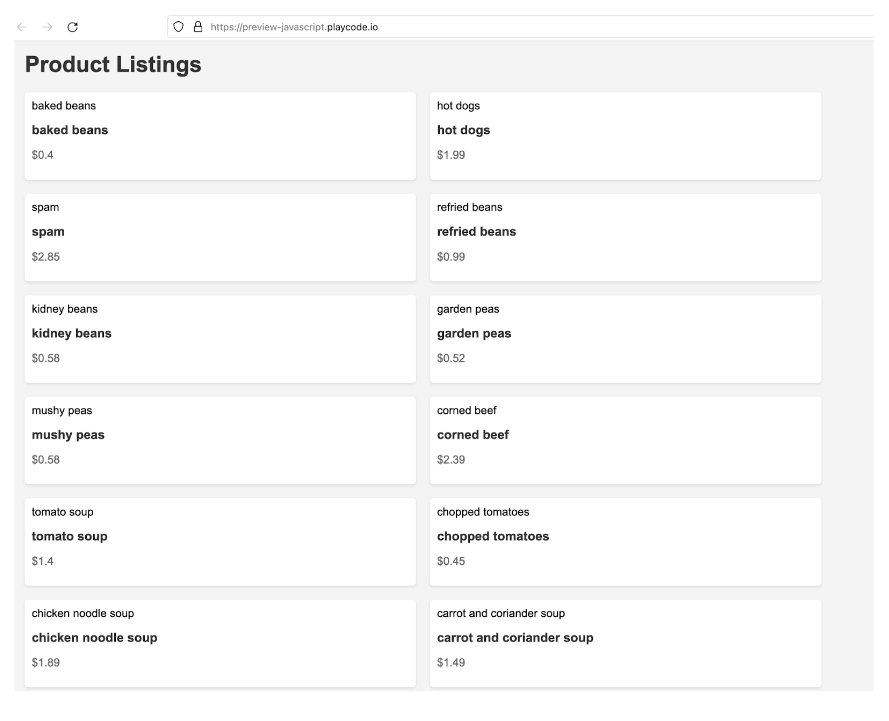 https://preview-javascript.playcode.io
Product Listings
baked beans
baked beans
$0.4
hot dogs
hot dogs
$1.99
spam
spam
$2.85
refried beans
refried beans
$0.99
kidney beans
kidney beans
$0.58
garden peas
garden peas
$0.52
mushy peas
mushy peas
$0.58
corned beef
corned beef
$2.39
tomato soup
tomato soup
$1.4
chopped tomatoes
chopped tomatoes
$0.45
chicken noodle soup
chicken noodle soup
$1.89
carrot and coriander soup
carrot and coriander soup
$1.49